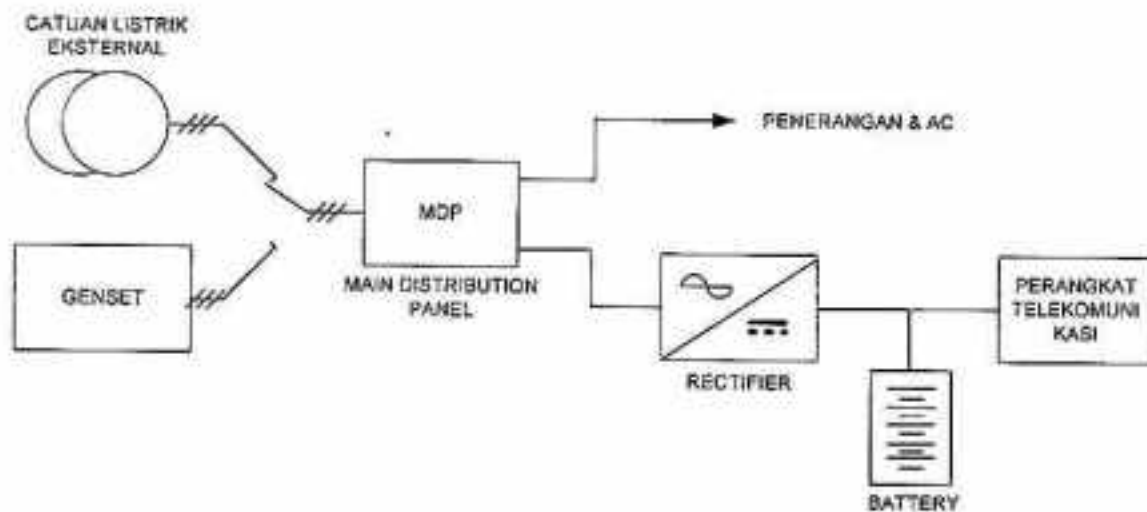 CATUAN LISTRIK
EKSTERNAL
PENERANGAN & AC
MDP
GENSET
MAIN DISTRIBUTION
PANEL
PERANGKAT
TELEKOMUNI
KASI
RECTIFIER
BATTERY